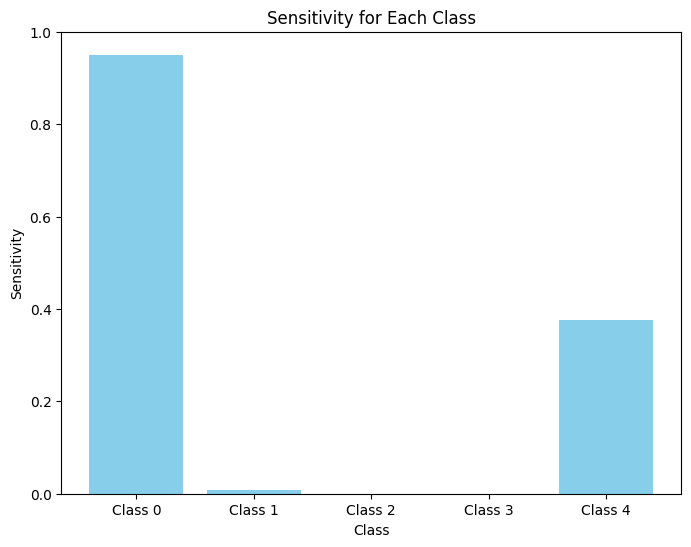 Sensitivity for Each Class
1.0
0.8
0.6
0.4
0.2
0.0
Sensitivity
Class 0
Class 1
Class 2
Class 3
Class 4
Class